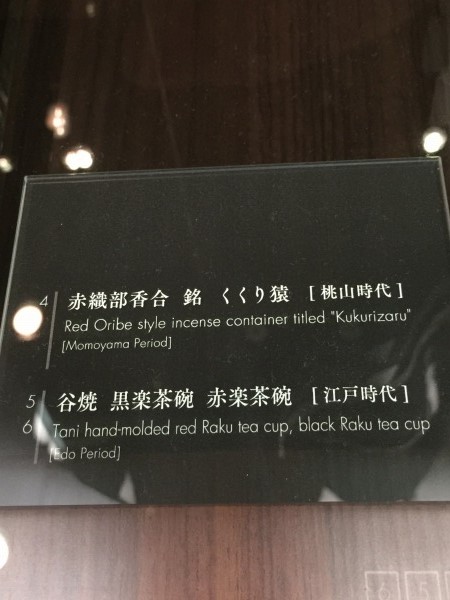 4 赤織部香合 銘 くくり猿 [桃山時代]
Red Oribe style incense container titled "Kukurizaru"
[Momoyama Period]
5 谷焼 黒楽茶碗 赤楽茶碗 [江戸時代]
6 Tani hand-molded red Raku tea cup, black Raku tea cup
[Edo Period]
6 5